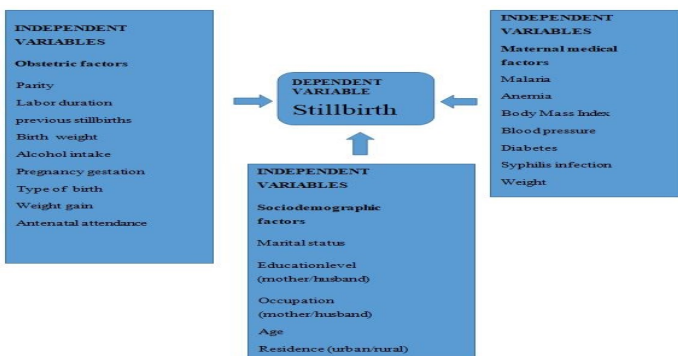 INDEPENDENT
VARIABLES
Obstetric factors
Parity
Labor duration
previous stillbirths
Birth weight
Alcohol intake
Pregnancy gestation
Type of birth
Weight gain
Antenatal attendance
DEPENDENT
VARIABLE
Stillbirth
INDEPENDENT
VARIABLES
Maternal medical
factors
Malaria
Anemia
Body Mass Index
Blood pressure
Diabetes
Syphilis infection
Weight
INDEPENDENT
VARIABLES
Sociodemographic
factors
Marital status
Education level
(mother/husband)
Occupation
(mother/husband)
Age
Residence (urban/rural)